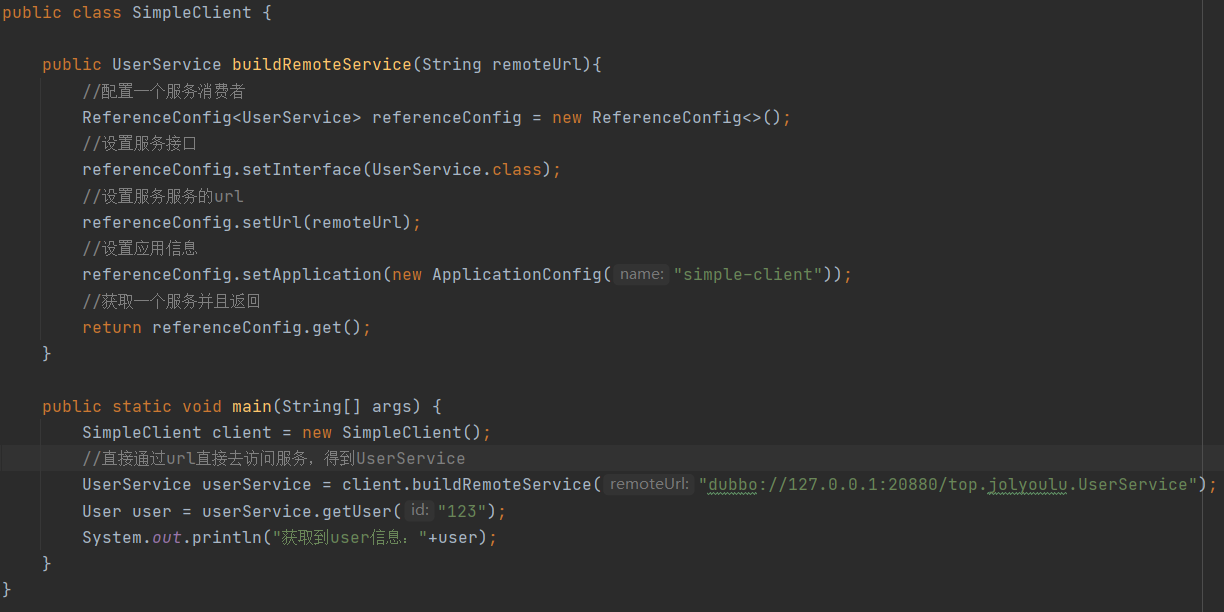 public class SimpleClient {
public UserService buildRemoteService(String remoteUrl){
//配置一个服务消费者
ReferenceConfig<UserService> referenceConfig = new ReferenceConfig<>();
//设置服务接口
referenceConfig.setInterface(UserService.class);
//设置服务服务的url
referenceConfig.setUrl(remoteUrl);
//设置应用信息
referenceConfig.setApplication(new ApplicationConfig( name: "simple-client"));
//获取一个服务并且返回
return referenceConfig.get();
}
public static void main(String[] args) {
SimpleClient client = new SimpleClient();
//直接通过url直接去访问服务，得到UserService
UserService userService = client.buildRemoteService( remoteUrl: "dubbo://127.0.0.1:20880/top.jolyoulu.UserService");
User user = userService.getUser( id: "123");
System.out.println("获取到user信息："+user);
}
}